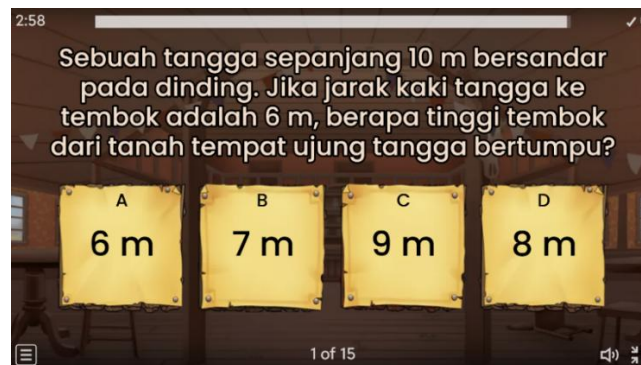 2:58
Sebuah tangga sepanjang 10 m bersandar
pada dinding. Jika jarak kaki tangga ke
tembok adalah 6 m, berapa tinggi tembok
dari tanah tempat ujung tangga bertumpu?
A
6 m
B
7 m
C
9 m
D
8 m
1 of 15